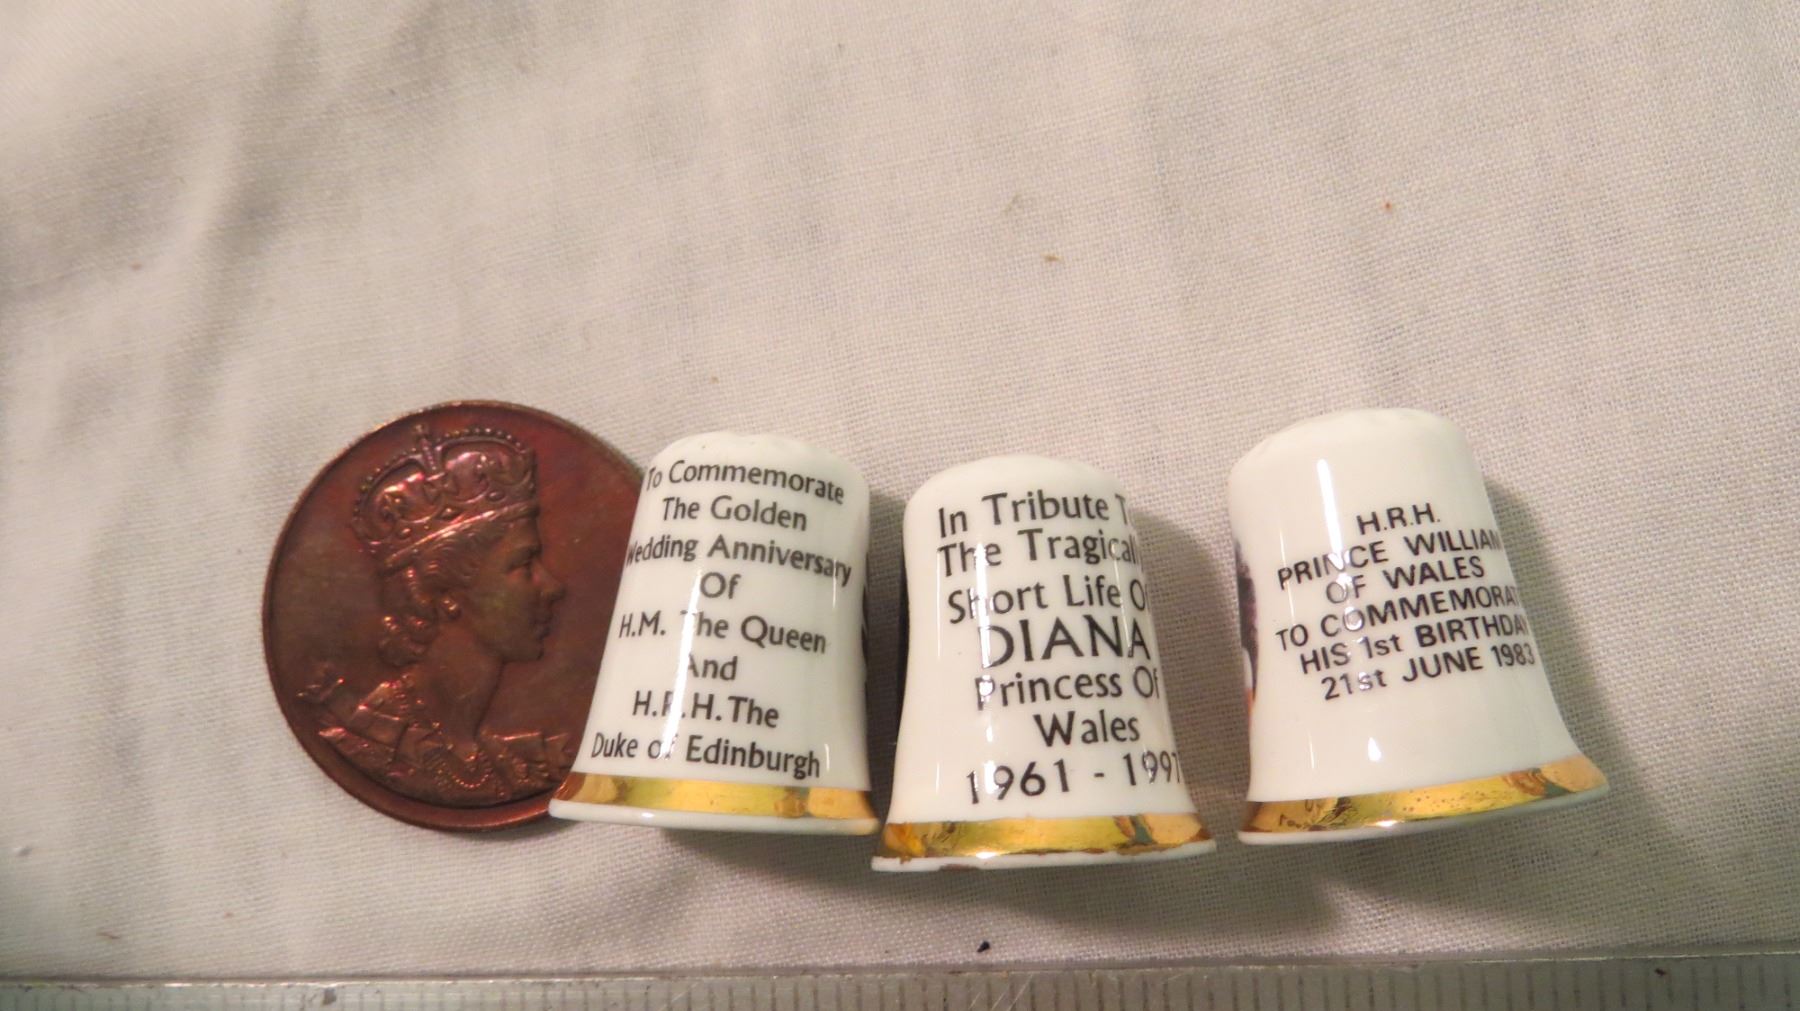 To Commemorate
The Golden
Wedding Anniversary
Of
H.M. The Queen
And
H.R.H. The
Duke of Edinburgh
In Tribute T
The Tragical
Short Life O
DIANA
Princess Of
Wales
1961 - 1997
H.R.H.
PRINCE WILLIAM
OF WALES
TO COMMEMORAT
HIS 1st BIRTHDAY
21st JUNE 1983